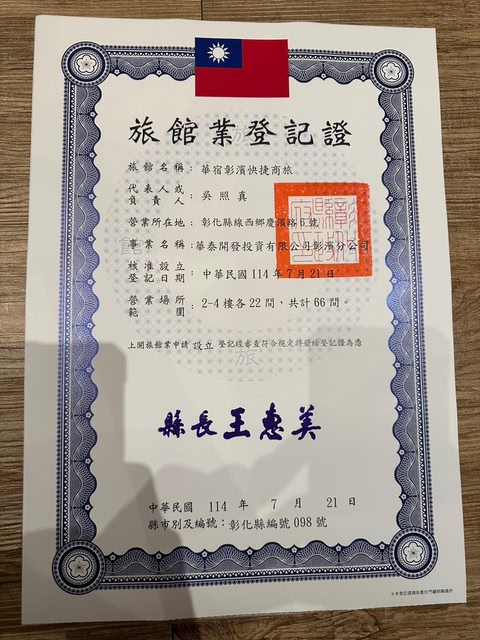 旅館業登記證
旅館名稱：華宿彰濱快捷商旅
代表人或
負責人：吳照真
營業所在地：彰化縣線西鄉慶濱路6號
事業名稱：華泰開發投資有限公司彰濱分公司
核准設立
登記日期：中華民國114年7月21日
營業場所
範圍：2-4樓各22間，共計66間。
上開旅館業申請 設立 登記經審查符合規定特發給登記證為憑
縣長王惠美
中華民國 114 年 7 月 21 日
縣市別及編號：彰化縣編號098號